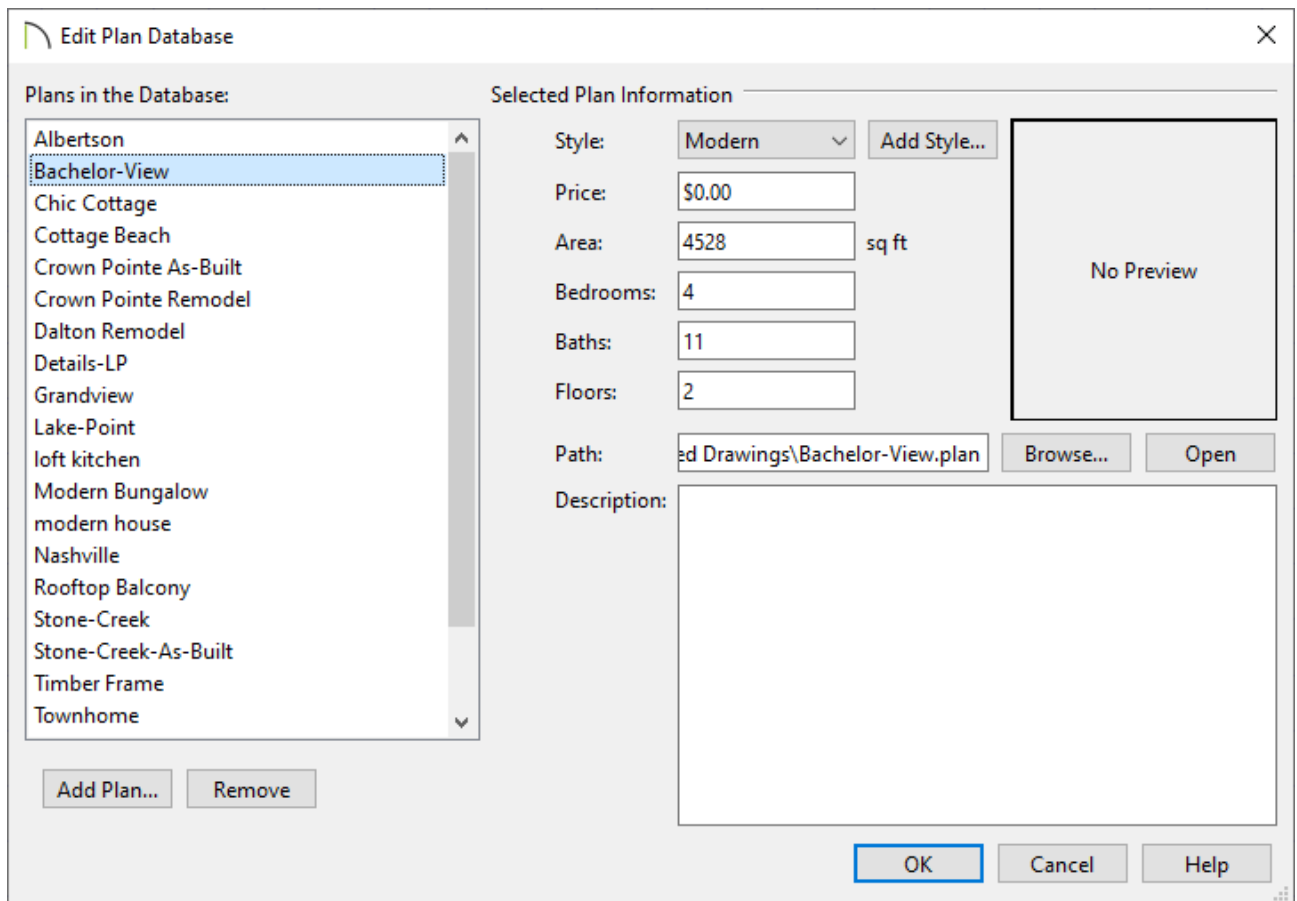 Edit Plan Database
Plans in the Database:
Albertson
Bachelor-View
Chic Cottage
Cottage Beach
Crown Pointe As-Built
Crown Pointe Remodel
Dalton Remodel
Details-LP
Grandview
Lake-Point
loft kitchen
Modern Bungalow
modern house
Nashville
Rooftop Balcony
Stone-Creek
Stone-Creek-As-Built
Timber Frame
Townhome
Add Plan...
Remove
Selected Plan Information
Style: Modern Add Style...
Price: $0.00
Area: 4528 sq ft
Bedrooms: 4
Baths: 11
Floors: 2
No Preview
Path: ed Drawings\Bachelor-View.plan Browse... Open
Description:
OK Cancel Help